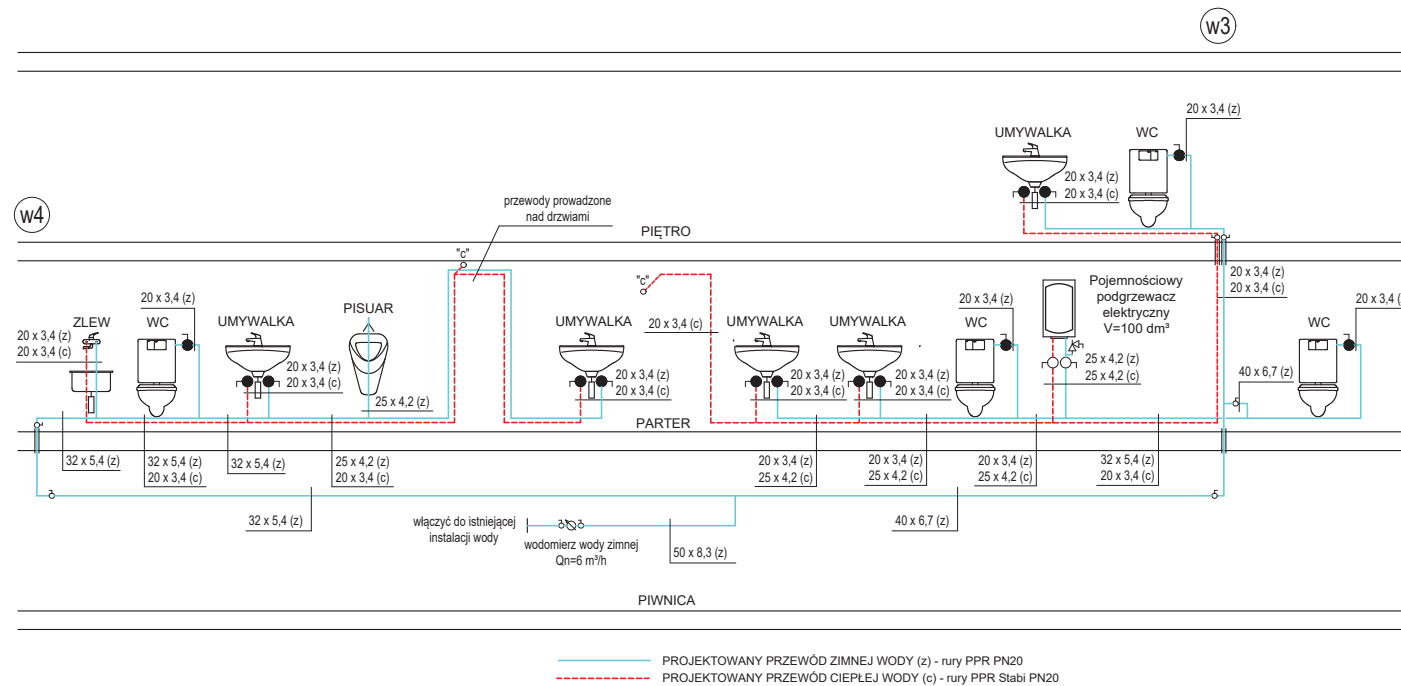 w3
20 x 3,4 (z)
UMYWALKA
WC
20 x 3,4 (z)
20 x 3,4 (c)
w4
przewody prowadzone
nad drzwiami
PIĘTRO
"c"
"c"
20 x 3,4 (z)
20 x 3,4 (c)
Pojemnościowy
podgrzewacz
elektryczny
V=100 dm³
20 x 3,4 (z)
ZLEW
WC
UMYWALKA
PISUAR
UMYWALKA
20 x 3,4 (c)
UMYWALKA
UMYWALKA
20 x 3,4 (z)
WC
20 x 3,4 (
WC
20 x 3,4 (z)
20 x 3,4 (c)
20 x 3,4 (z)
20 x 3,4 (c)
25 x 4,2 (z)
20 x 3,4 (z)
20 x 3,4 (c)
20 x 3,4 (z)
20 x 3,4 (c)
20 x 3,4 (z)
20 x 3,4 (c)
25 x 4,2 (z)
25 x 4,2 (c)
40 x 6,7 (z)
PARTER
32 x 5,4 (z)
32 x 5,4 (z)
20 x 3,4 (c)
32 x 5,4 (z)
25 x 4,2 (z)
20 x 3,4 (c)
20 x 3,4 (z)
25 x 4,2 (c)
20 x 3,4 (z)
25 x 4,2 (c)
20 x 3,4 (z)
25 x 4,2 (c)
32 x 5,4 (z)
20 x 3,4 (c)
32 x 5,4 (z)
włączyć do istniejącej
instalacji wody
wodomierz wody zimnej
Qn=6 m³/h
50 x 8,3 (z)
40 x 6,7 (z)
PIWNICA
PROJEKTOWANY PRZEWÓD ZIMNEJ WODY (z) - rury PPR PN20
PROJEKTOWANY PRZEWÓD CIEPŁEJ WODY (c) - rury PPR Stabi PN20